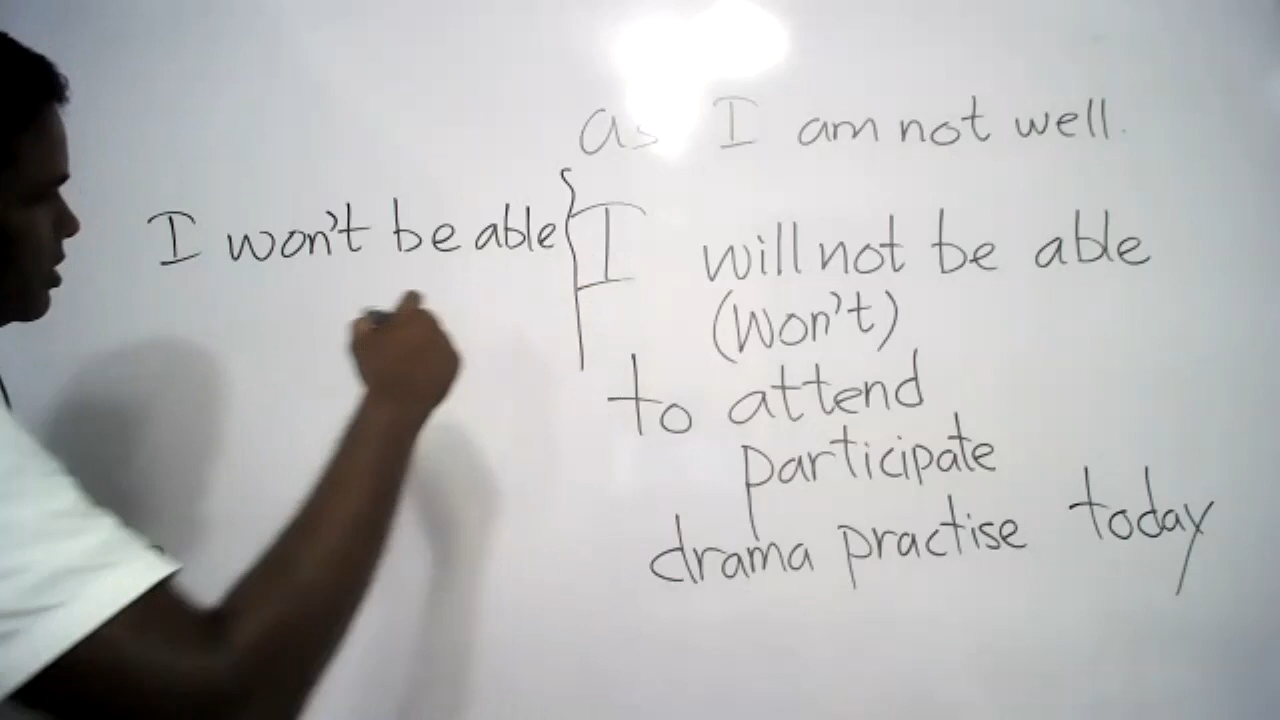 as I am not well.
I won't be able
I will not be able
(won't)
to attend
participate
drama practise today